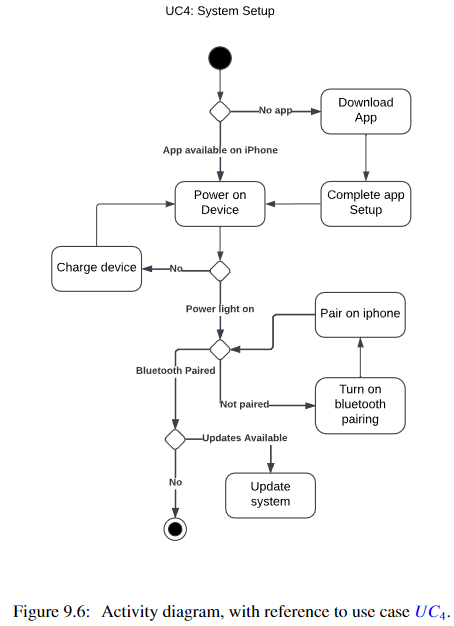 UC4: System Setup
No app
Download
App
App available on iPhone
Power on
Device
Complete app
Setup
Charge device
No
Power light on
Pair on iphone
Bluetooth Paired
Turn on
bluetooth
pairing
Not paired
Updates Available
No
Update
system
Figure 9.6: Activity diagram, with reference to use case UC4.